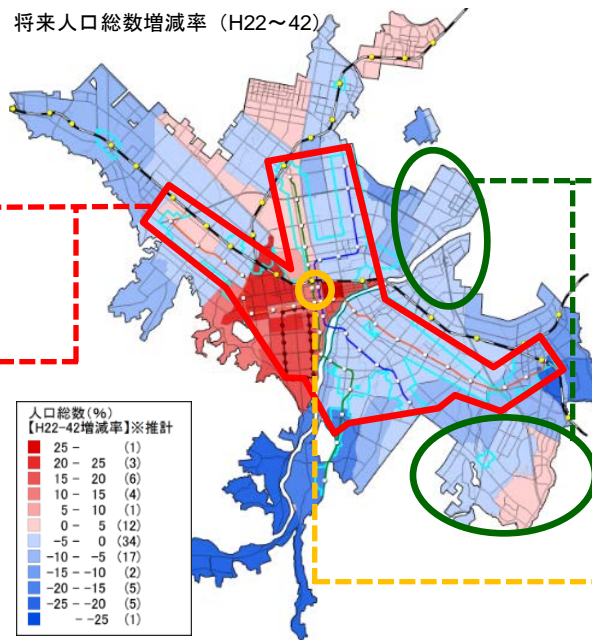 将来人口総数増減率（H22～42）
人口総数(%)
【H22-42増減率】※推計
25 - (1)
20 - 25 (3)
15 - 20 (6)
10 - 15 (4)
5 - 10 (1)
0 - 5 (12)
-5 - 0 (34)
-10 - -5 (17)
-15 - -10 (2)
-20 - -15 (5)
-25 - -20 (5)
- -25 (1)